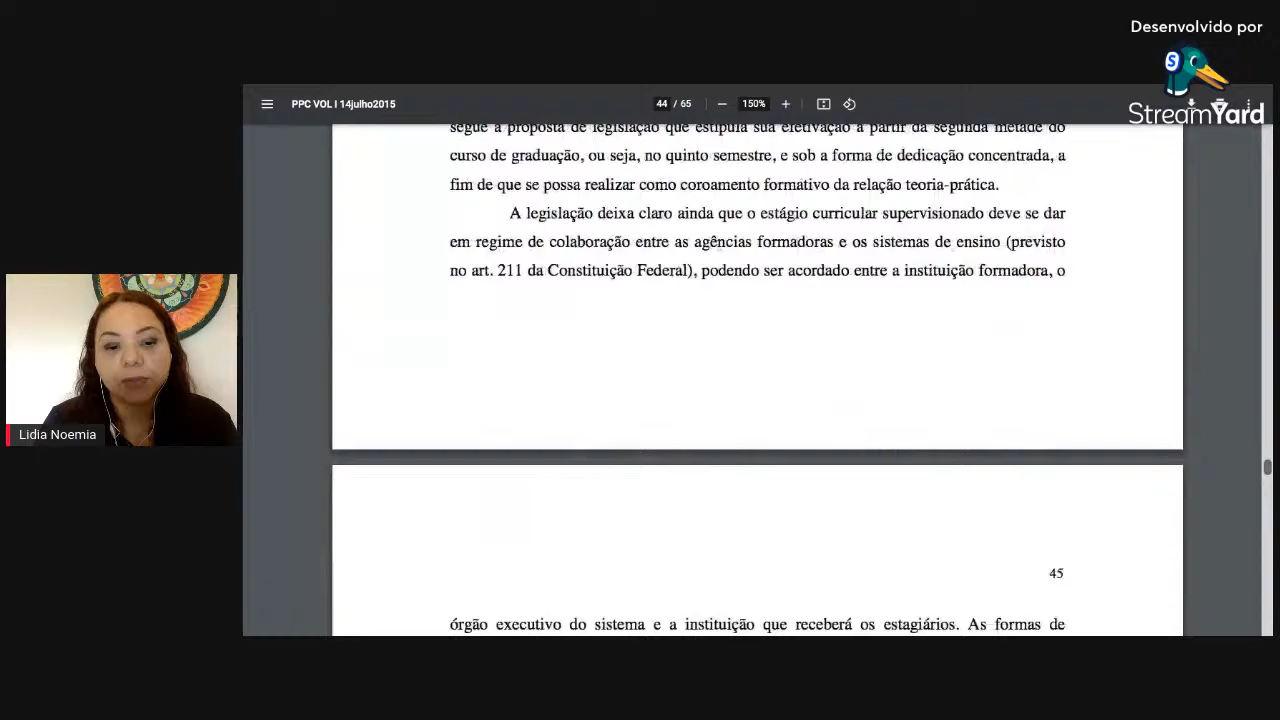 Desenvolvido por
StreamYard
PPC VOL I 14julho2015
44 / 65
150%
segue a proposta de legislação que estipula sua efetivação a partir da segunda metade do
curso de graduação, ou seja, no quinto semestre, e sob a forma de dedicação concentrada, a
fim de que se possa realizar como coroamento formativo da relação teoria-prática.
A legislação deixa claro ainda que o estágio curricular supervisionado deve se dar
em regime de colaboração entre as agências formadoras e os sistemas de ensino (previsto
no art. 211 da Constituição Federal), podendo ser acordado entre a instituição formadora, o
Lidia Noemia
45
órgão executivo do sistema e a instituição que receberá os estagiários. As formas de